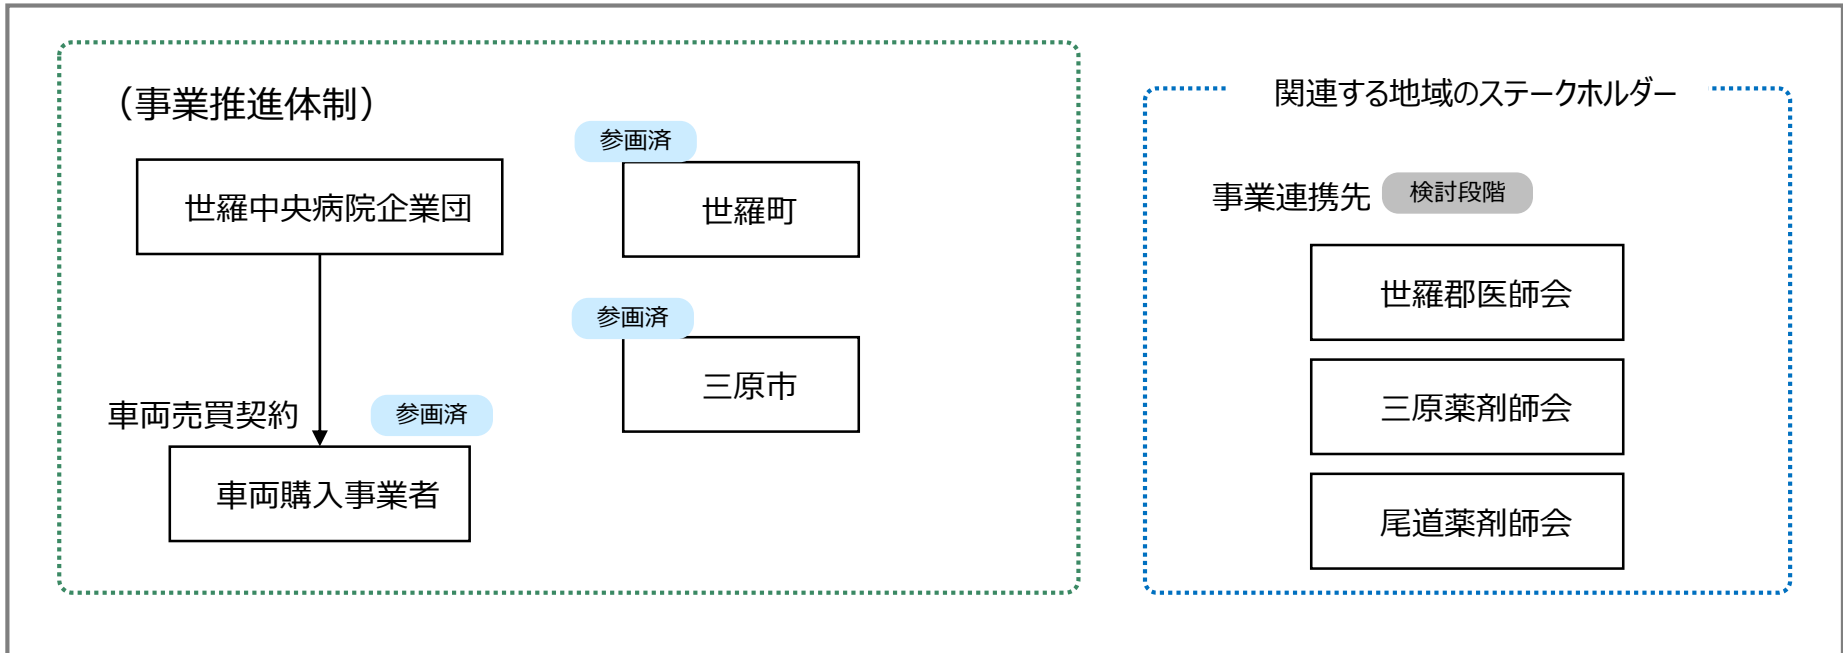 （事業推進体制）
世羅中央病院企業団
車両売買契約
参画済
車両購入事業者
参画済
世羅町
参画済
三原市
関連する地域のステークホルダー
事業連携先
検討段階
世羅郡医師会
三原薬剤師会
尾道薬剤師会